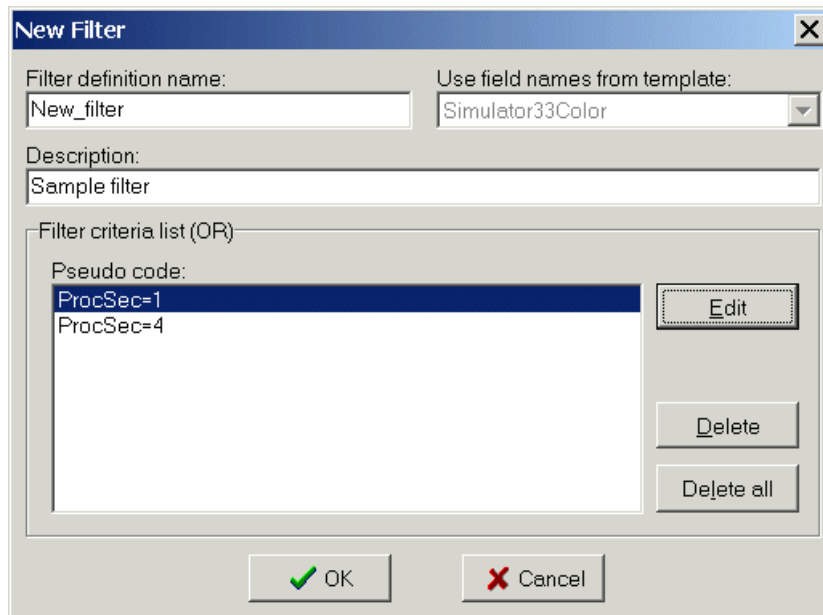 New Filter
Filter definition name:
Use field names from template:
New_filter
Simulator33Color
Description:
Sample filter
Filter criteria list (OR)
Pseudo code:
ProcSec=1
ProcSec=4
Edit
Delete
Delete all
OK
Cancel